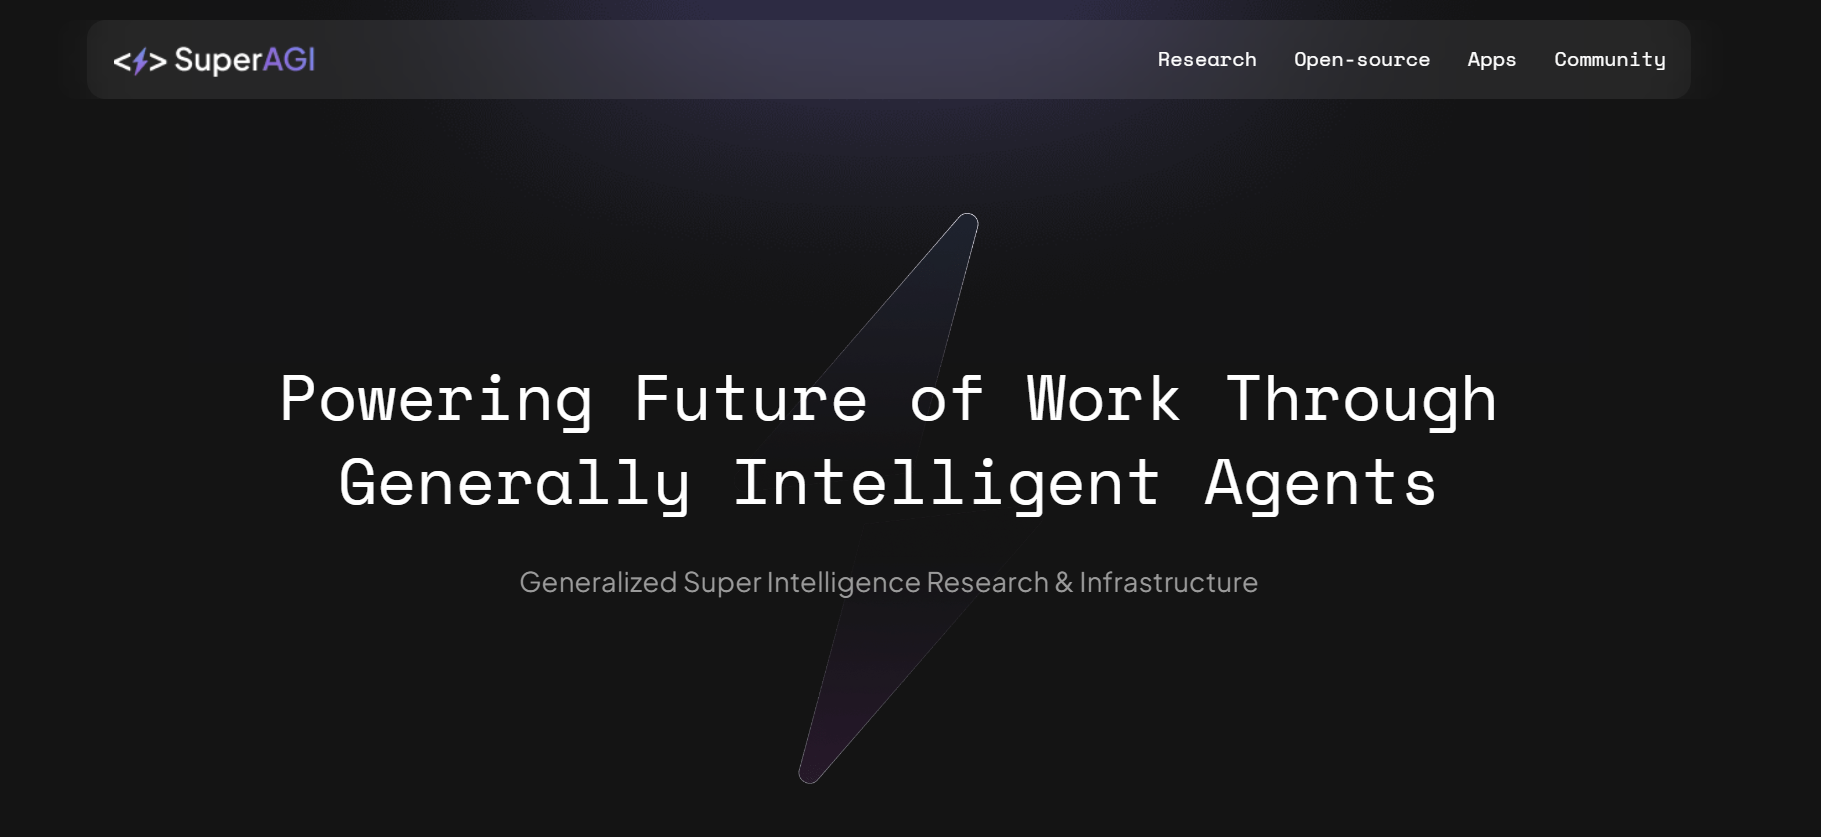 <⚡> SuperAGI
Research Open-source Apps Community
Powering Future of Work Through
Generally Intelligent Agents
Generalized Super Intelligence Research & Infrastructure